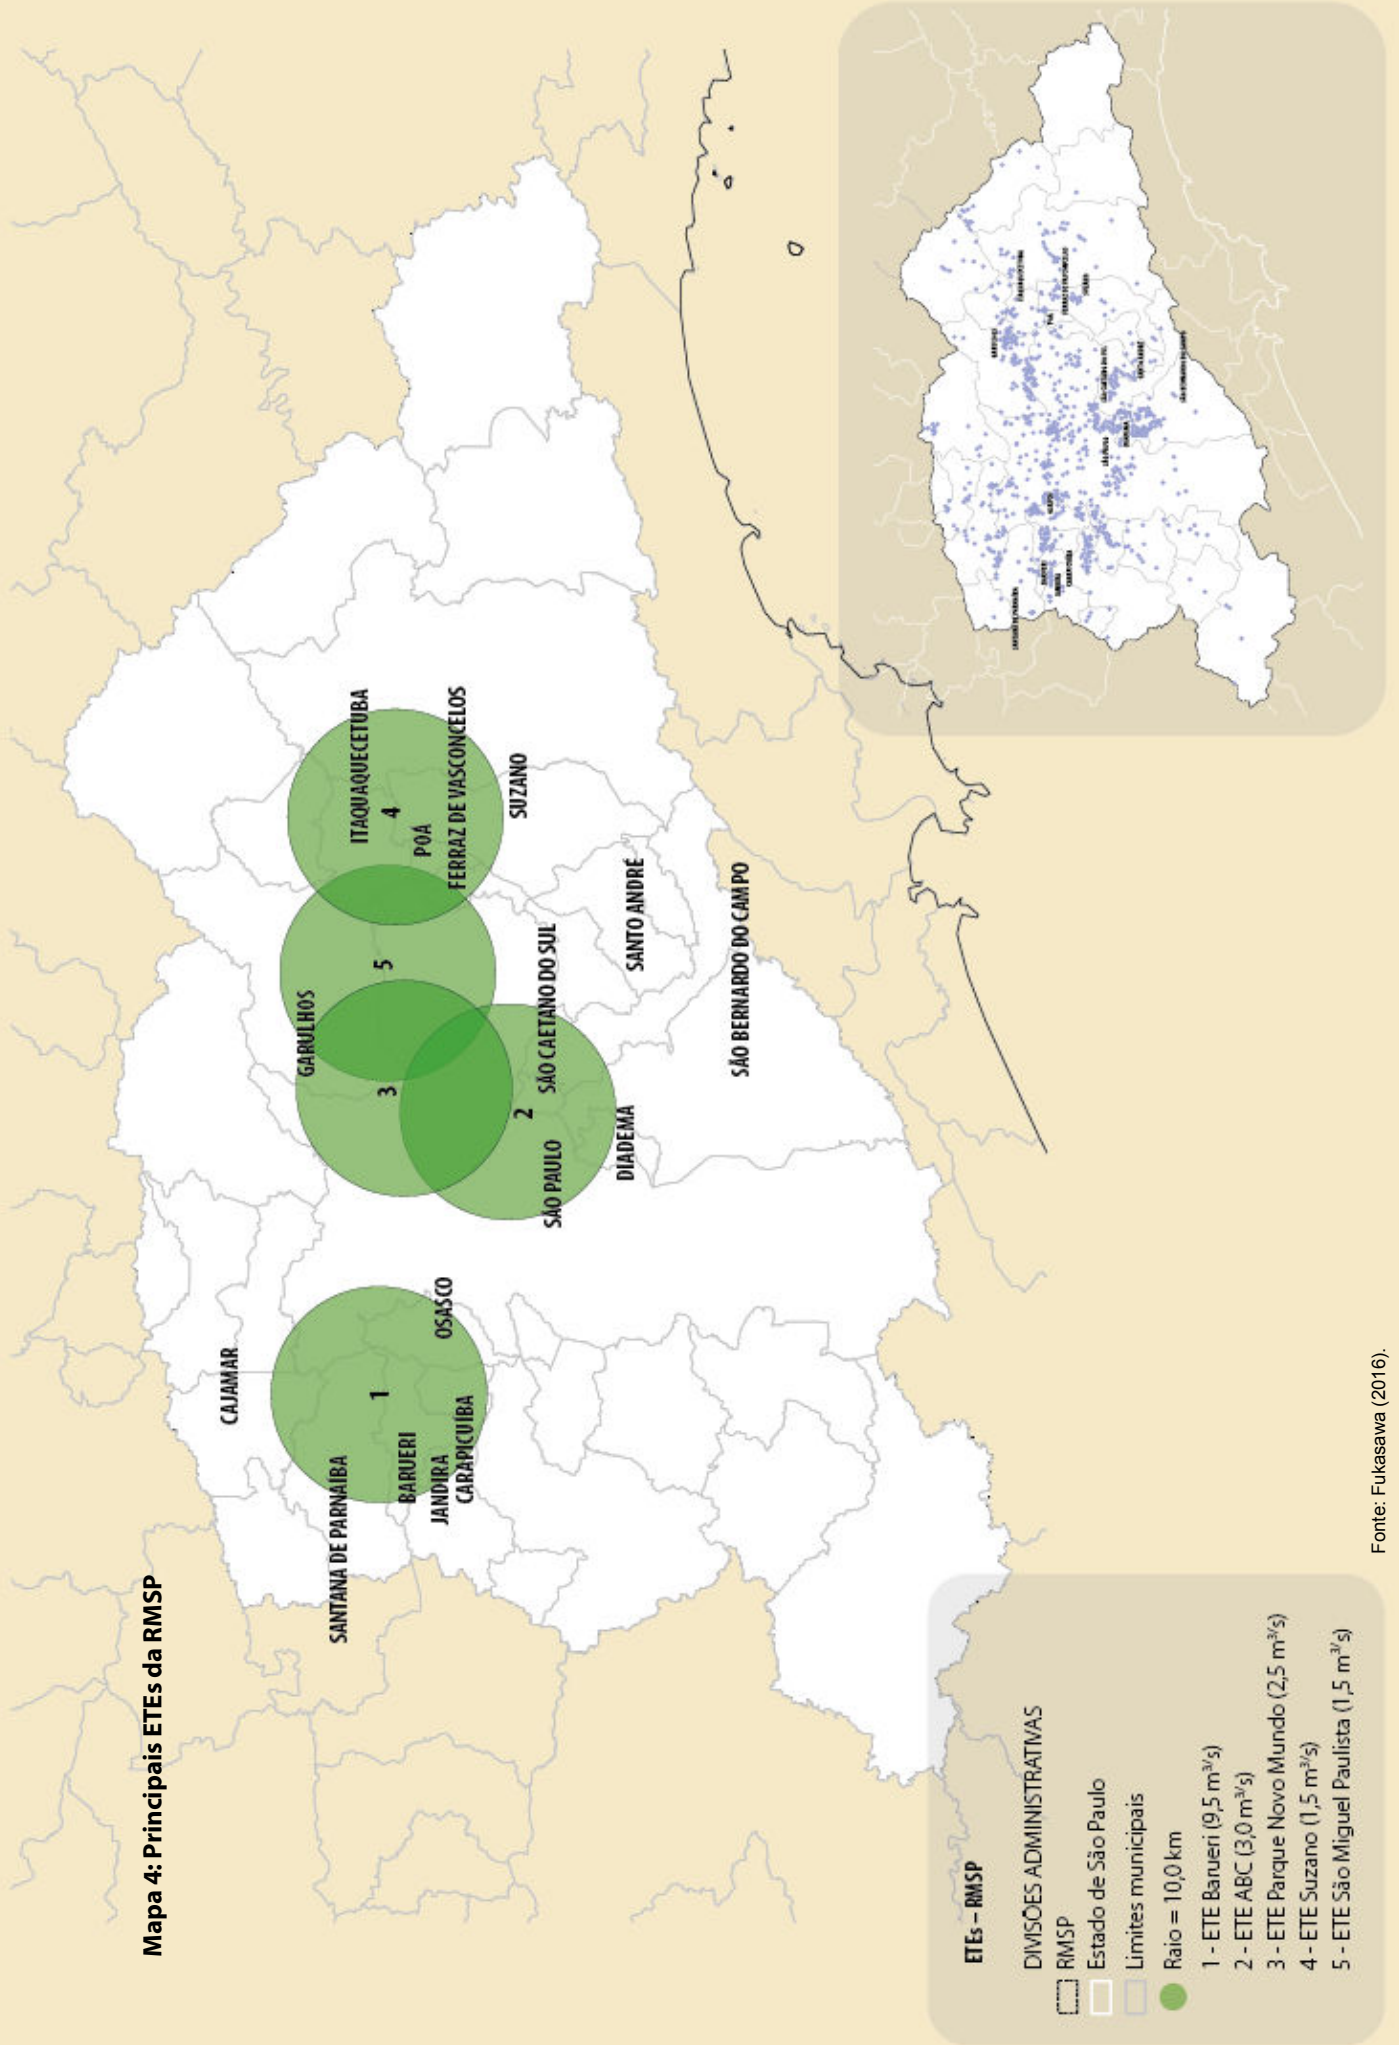 Mapa 4: Principais ETEs da RMSP
CAJAMAR
SANTANA DE PARNAÍBA
BARUERI
JANDIRA
CARAPICUÍBA
OSASCO
1
GARULHOS
3
5
ITAQUAQUECETUBA
4
POÁ
FERRAZ DE VASCONCELOS
SUZANO
2
SÃO PAULO
SÃO CAETANO DO SUL
DIADEMA
SANTO ANDRÉ
SÃO BERNARDO DO CAMPO
ETEs – RMSP
DIVISÕES ADMINISTRATIVAS
RMSP
Estado de São Paulo
Limites municipais
Raio = 10,0 km
1 - ETE Barueri (9,5 m³/s)
2 - ETE ABC (3,0 m³/s)
3 - ETE Parque Novo Mundo (2,5 m³/s)
4 - ETE Suzano (1,5 m³/s)
5 - ETE São Miguel Paulista (1,5 m³/s)
Fonte: Fukasawa (2016).